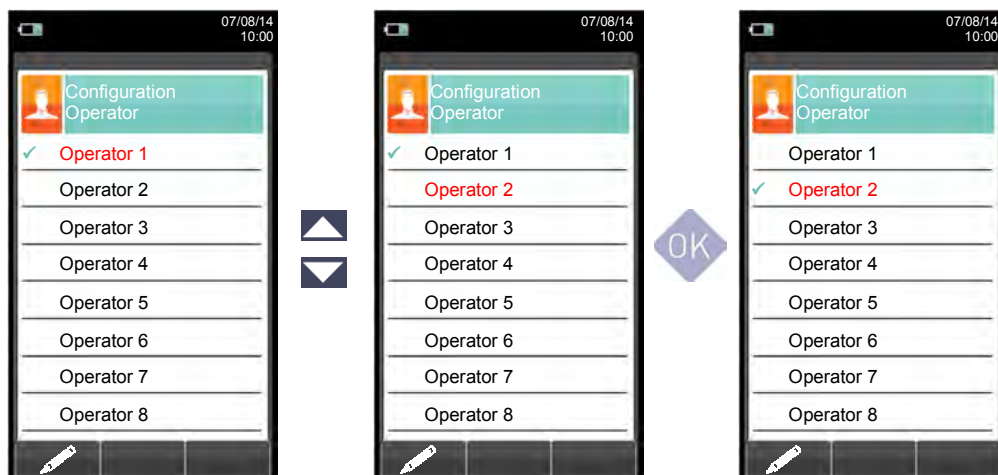 07/08/14
10:00
Configuration
Operator
✓ Operator 1
Operator 2
Operator 3
Operator 4
Operator 5
Operator 6
Operator 7
Operator 8
07/08/14
10:00
Configuration
Operator
✓ Operator 1
Operator 2
Operator 3
Operator 4
Operator 5
Operator 6
Operator 7
Operator 8
OK
07/08/14
10:00
Configuration
Operator
Operator 1
✓ Operator 2
Operator 3
Operator 4
Operator 5
Operator 6
Operator 7
Operator 8